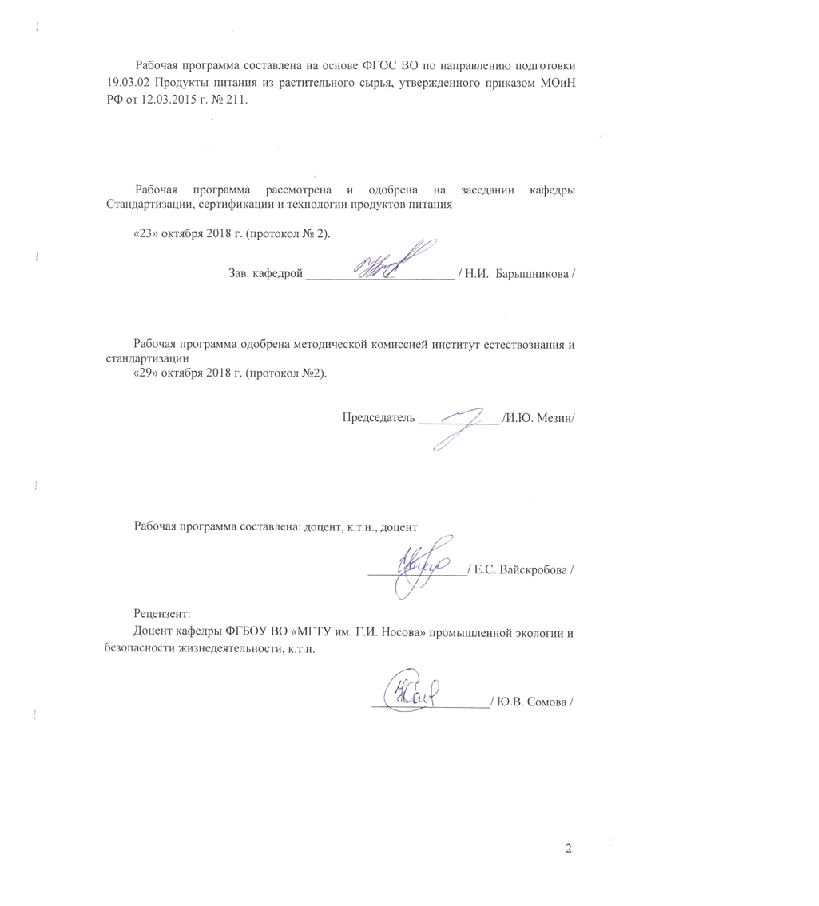 Рабочая программа составлена на основе ФГОС ВО по направлению подготовки
19.03.02 Продукты питания из растительного сырья, утвержденного приказом МОиН
РФ от 12.03.2015 г. № 211.
Рабочая программа рассмотрена и одобрена на заседании кафедры
Стандартизации, сертификации и технологии продуктов питания
«23» октября 2018 г. (протокол № 2).
Зав. кафедрой / Н.И. Барышникова /
Рабочая программа одобрена методической комиссией институт естествознания и
стандартизации
«29» октября 2018 г. (протокол №2).
Председатель /И.Ю. Мезин/
Рабочая программа составлена: доцент, к.т.н., доцент
/ Е.С. Вайскробова /
Рецензент:
Доцент кафедры ФГБОУ ВО «МГТУ им. Г.И. Носова» промышленной экологии и
безопасности жизнедеятельности, к.т.н.
/ Ю.В. Сомова /
2